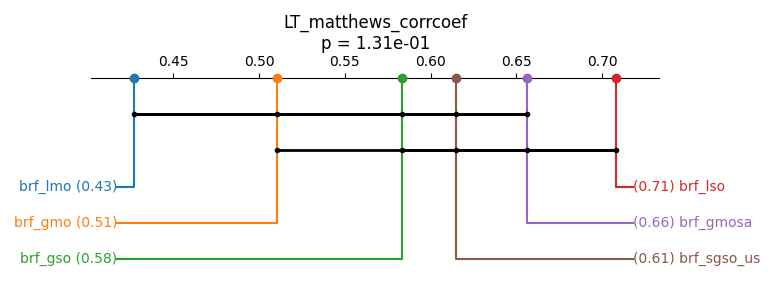 LT_matthews_corrcoef
p = 1.31e-01
0.45 0.50 0.55 0.60 0.65 0.70
brf_lmo (0.43) (0.71) brf_lso
brf_gmo (0.51) (0.66) brf_gmosa
brf_gso (0.58) (0.61) brf_sgso_us